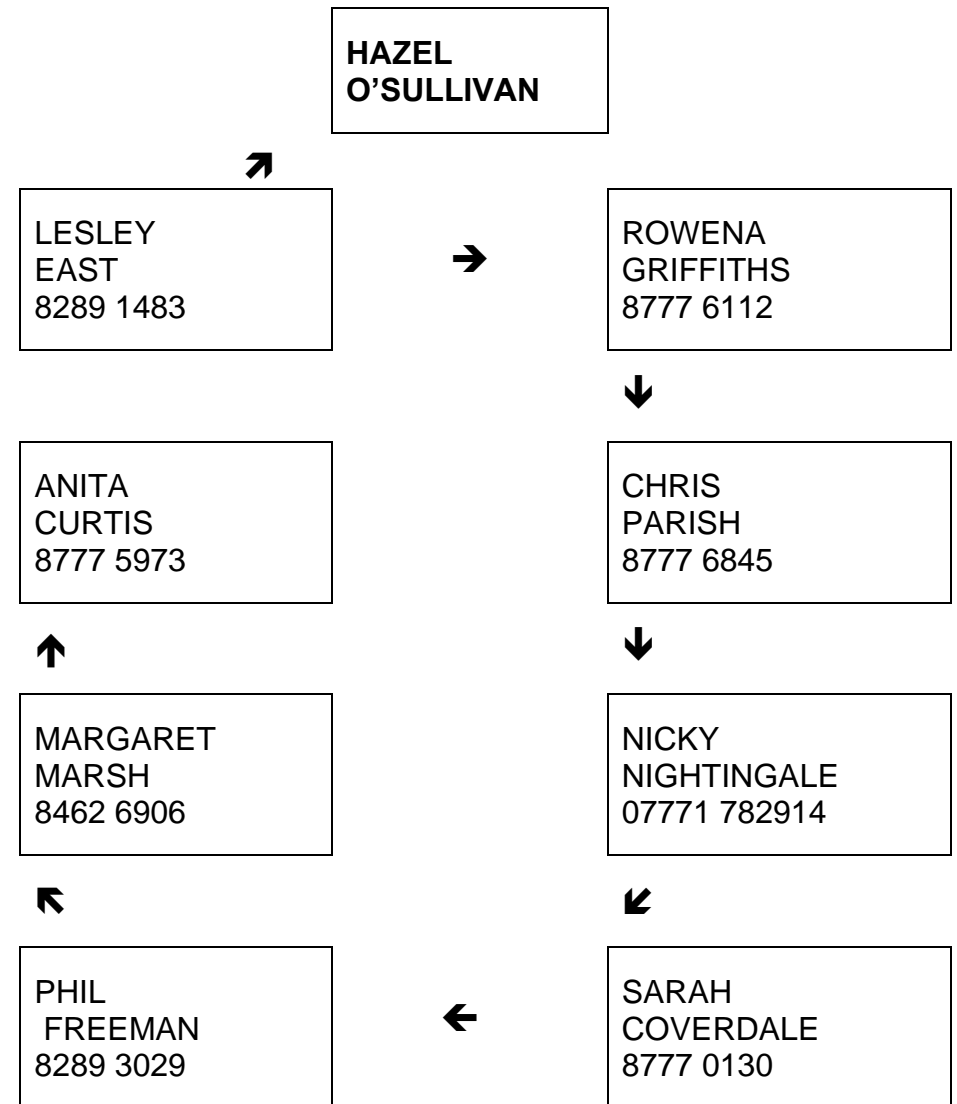 HAZEL
O’SULLIVAN
LESLEY
EAST
8289 1483
ROWENA
GRIFFITHS
8777 6112
ANITA
CURTIS
8777 5973
CHRIS
PARISH
8777 6845
MARGARET
MARSH
8462 6906
NICKY
NIGHTINGALE
07771 782914
PHIL
FREEMAN
8289 3029
SARAH
COVERDALE
8777 0130